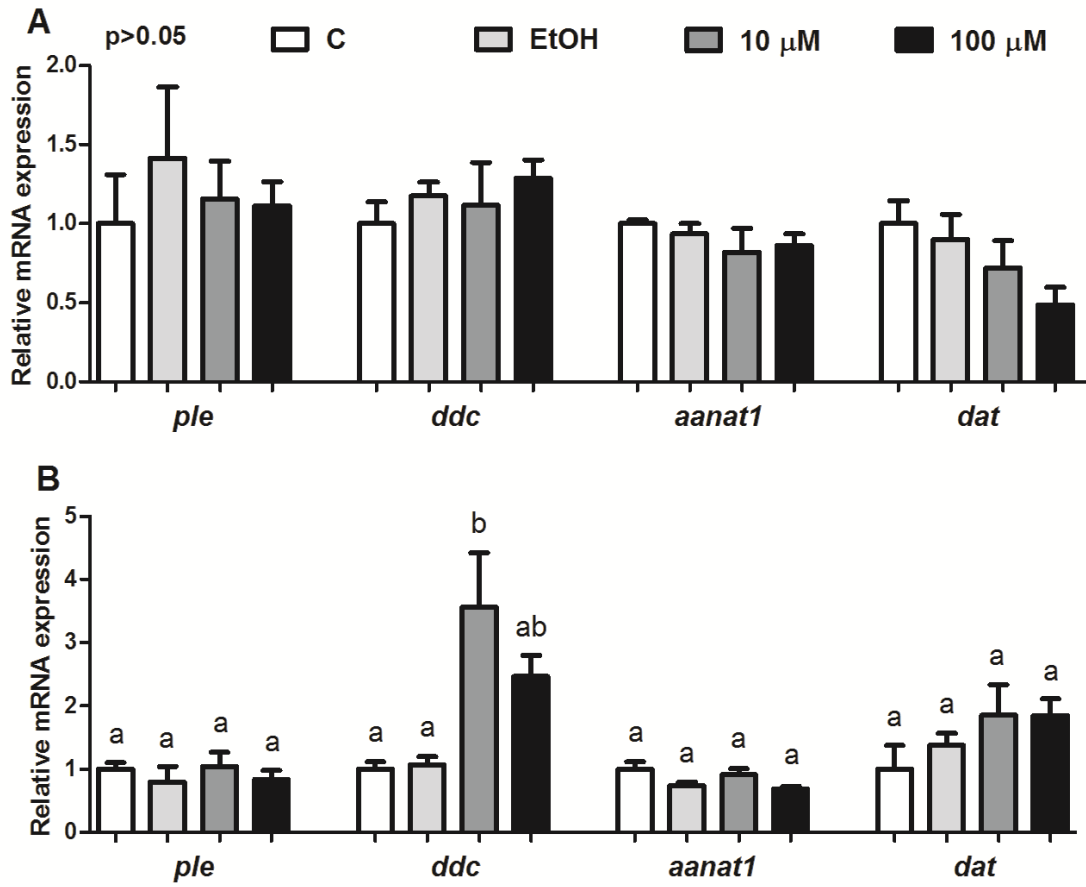 A
p>0.05 C EtOH 10 μM 100 μM
Relative mRNA expression
2.0
1.5
1.0
0.5
0.0
ple ddc aanat1 dat
B
Relative mRNA expression
5
4
3
2
1
0
a a a a a a b ab a a a a a a a a
ple ddc aanat1 dat